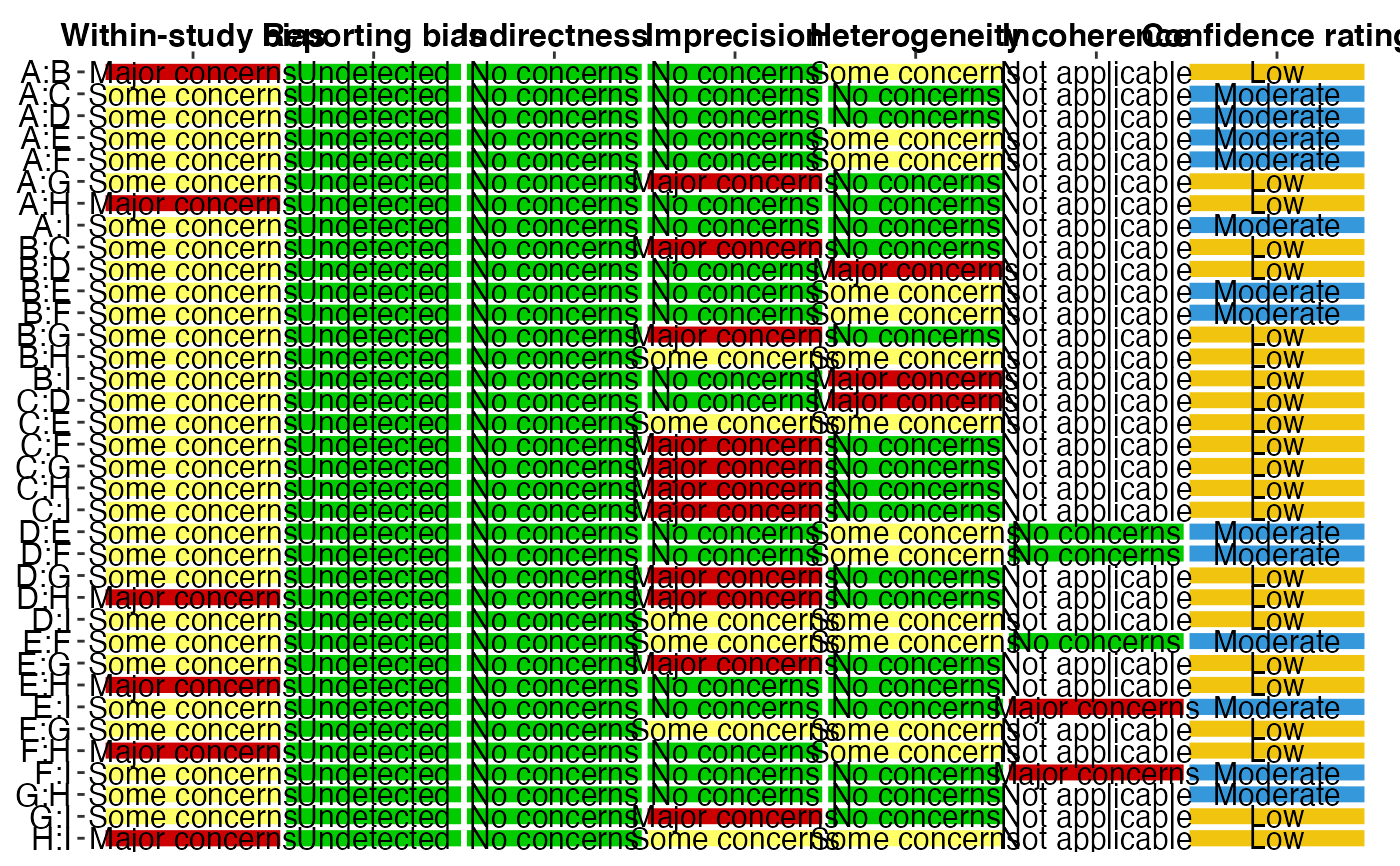 Within-study bias Reporting bias Indirectness Imprecision Heterogeneity Incoherence Confidence rating
A:B Major concerns Undetected No concerns No concerns Some concerns Not applicable Low
A:C Some concerns Undetected No concerns No concerns No concerns Not applicable Moderate
A:D Some concerns Undetected No concerns No concerns No concerns Not applicable Moderate
A:E Some concerns Undetected No concerns No concerns Some concerns Not applicable Moderate
A:F Some concerns Undetected No concerns No concerns Some concerns Not applicable Moderate
A:G Some concerns Undetected No concerns Major concerns No concerns Not applicable Low
A:H Major concerns Undetected No concerns No concerns No concerns Not applicable Low
A:I Some concerns Undetected No concerns No concerns No concerns Not applicable Moderate
B:C Some concerns Undetected No concerns Major concerns No concerns Not applicable Low
B:D Some concerns Undetected No concerns No concerns Major concerns Not applicable Low
B:E Some concerns Undetected No concerns No concerns Some concerns Not applicable Moderate
B:F Some concerns Undetected No concerns No concerns Some concerns Not applicable Moderate
B:G Some concerns Undetected No concerns Major concerns No concerns Not applicable Low
B:H Some concerns Undetected No concerns Some concerns Some concerns Not applicable Low
B:I Some concerns Undetected No concerns No concerns Major concerns Not applicable Low
C:D Some concerns Undetected No concerns No concerns Major concerns Not applicable Low
C:E Some concerns Undetected No concerns Some concerns Some concerns Not applicable Low
C:F Some concerns Undetected No concerns Major concerns No concerns Not applicable Low
C:G Some concerns Undetected No concerns Major concerns No concerns Not applicable Low
C:H Some concerns Undetected No concerns Major concerns No concerns Not applicable Low
C:I Some concerns Undetected No concerns Major concerns No concerns Not applicable Low
D:E Some concerns Undetected No concerns No concerns Some concerns No concerns Moderate
D:F Some concerns Undetected No concerns No concerns Some concerns No concerns Moderate
D:G Some concerns Undetected No concerns Major concerns No concerns Not applicable Low
D:H Major concerns Undetected No concerns Major concerns No concerns Not applicable Low
D:I Some concerns Undetected No concerns Some concerns Some concerns Not applicable Low
E:F Some concerns Undetected No concerns Some concerns Some concerns No concerns Moderate
E:G Some concerns Undetected No concerns Major concerns No concerns Not applicable Low
E:H Major concerns Undetected No concerns No concerns No concerns Not applicable Low
E:I Some concerns Undetected No concerns No concerns No concerns Major concerns Moderate
F:G Some concerns Undetected No concerns Some concerns Some concerns Not applicable Low
F:H Major concerns Undetected No concerns No concerns Some concerns Not applicable Low
F:I Some concerns Undetected No concerns No concerns No concerns Major concerns Moderate
G:H Some concerns Undetected No concerns No concerns No concerns Not applicable Moderate
G:I Some concerns Undetected No concerns Major concerns No concerns Not applicable Low
H:I Major concerns Undetected No concerns Some concerns Some concerns Not applicable Low